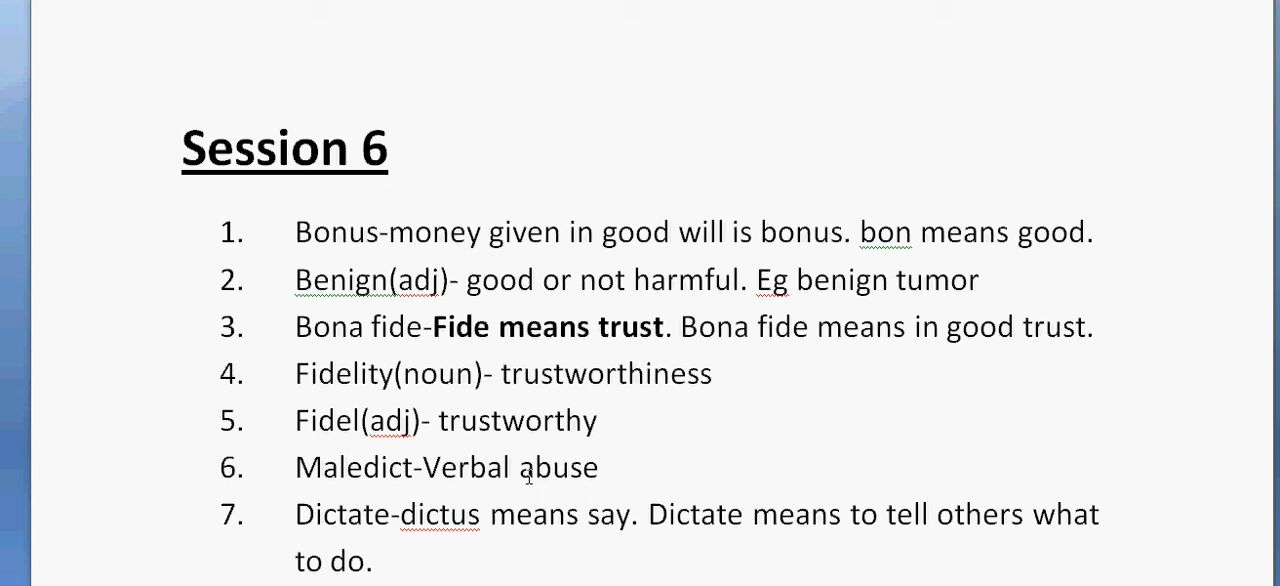 Session 6
1. Bonus-money given in good will is bonus. bon means good.
2. Benign(adj)- good or not harmful. Eg benign tumor
3. Bona fide-Fide means trust. Bona fide means in good trust.
4. Fidelity(noun)- trustworthiness
5. Fidel(adj)- trustworthy
6. Maledict-Verbal abuse
7. Dictate-dictus means say. Dictate means to tell others what
to do.